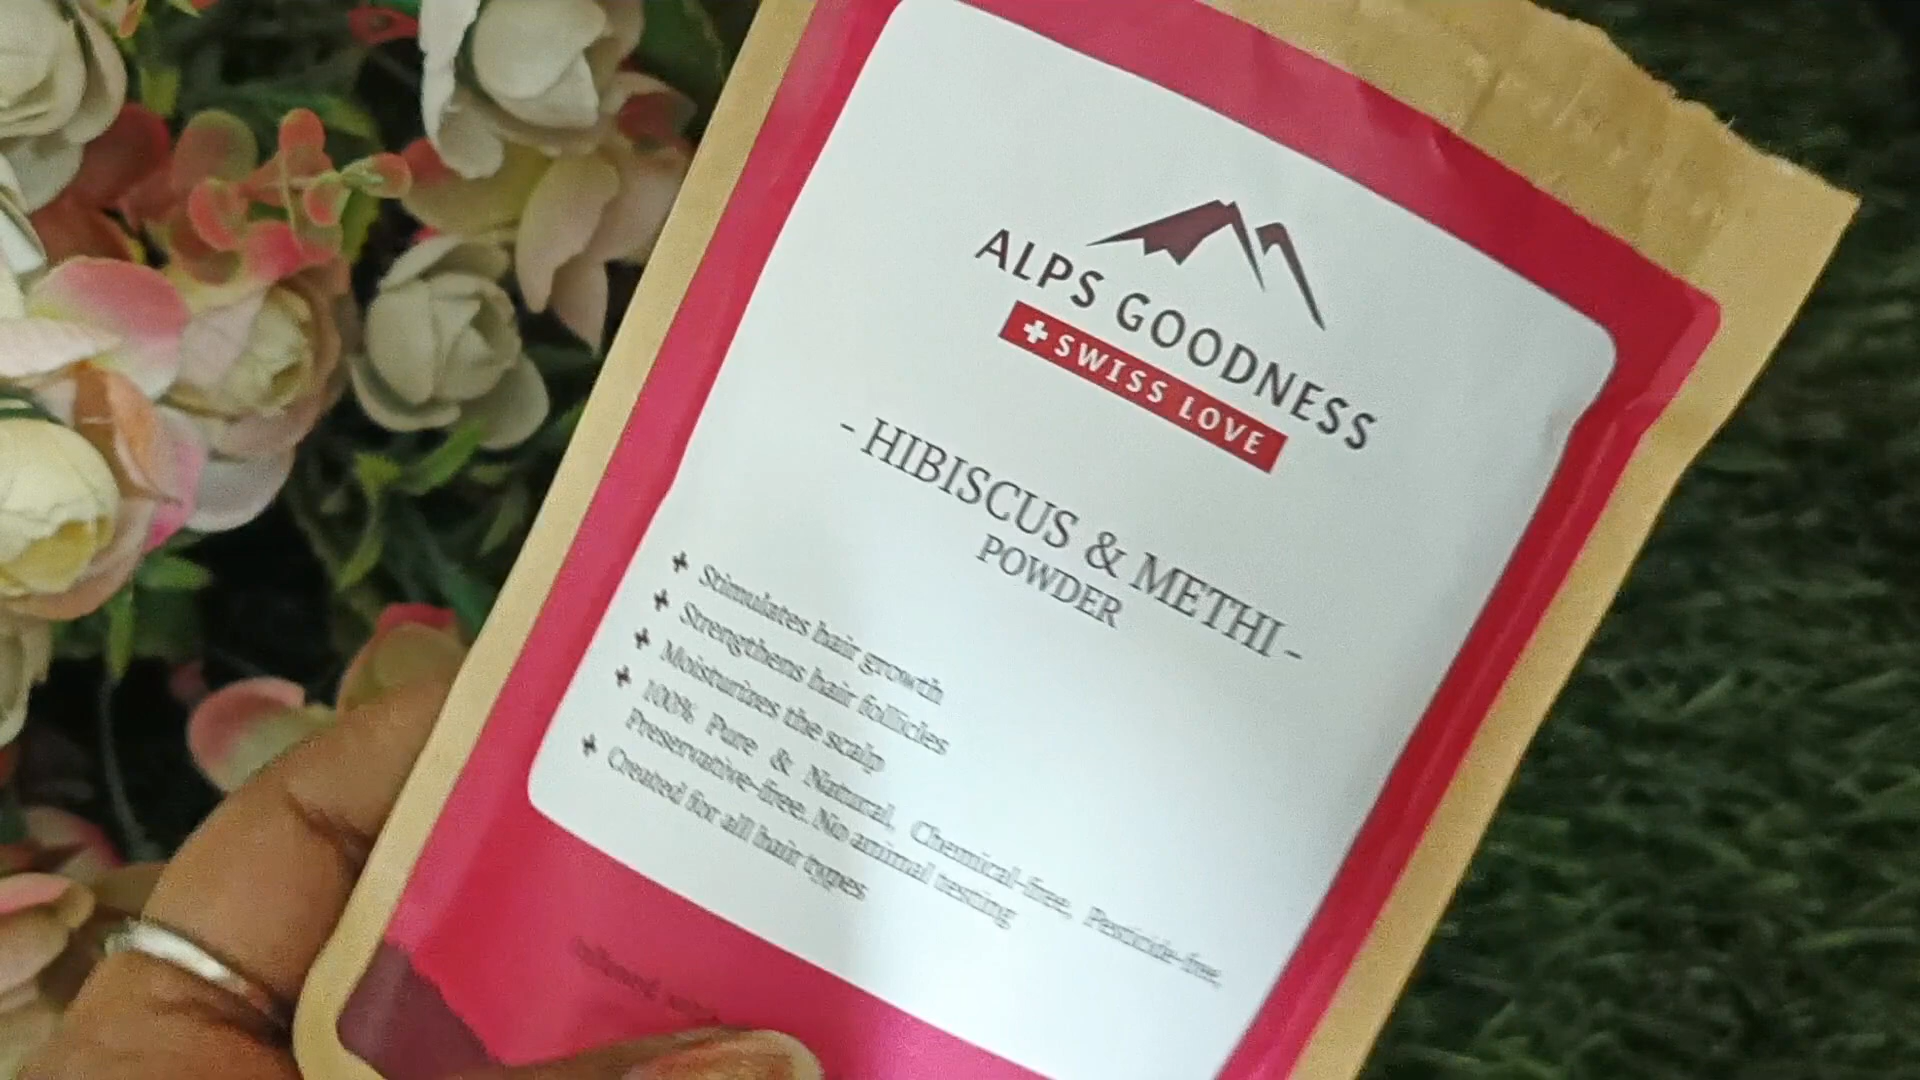 ALPS GOODNESS
SWISS LOVE
- HIBISCUS & METHI -
POWDER
Stimulates hair growth
Strengthens hair follicles
Moisturizes the scalp
100% Pure & Natural, Chemical-free, Pesticide-free,
Preservative-free. No animal testing
Created for all hair types